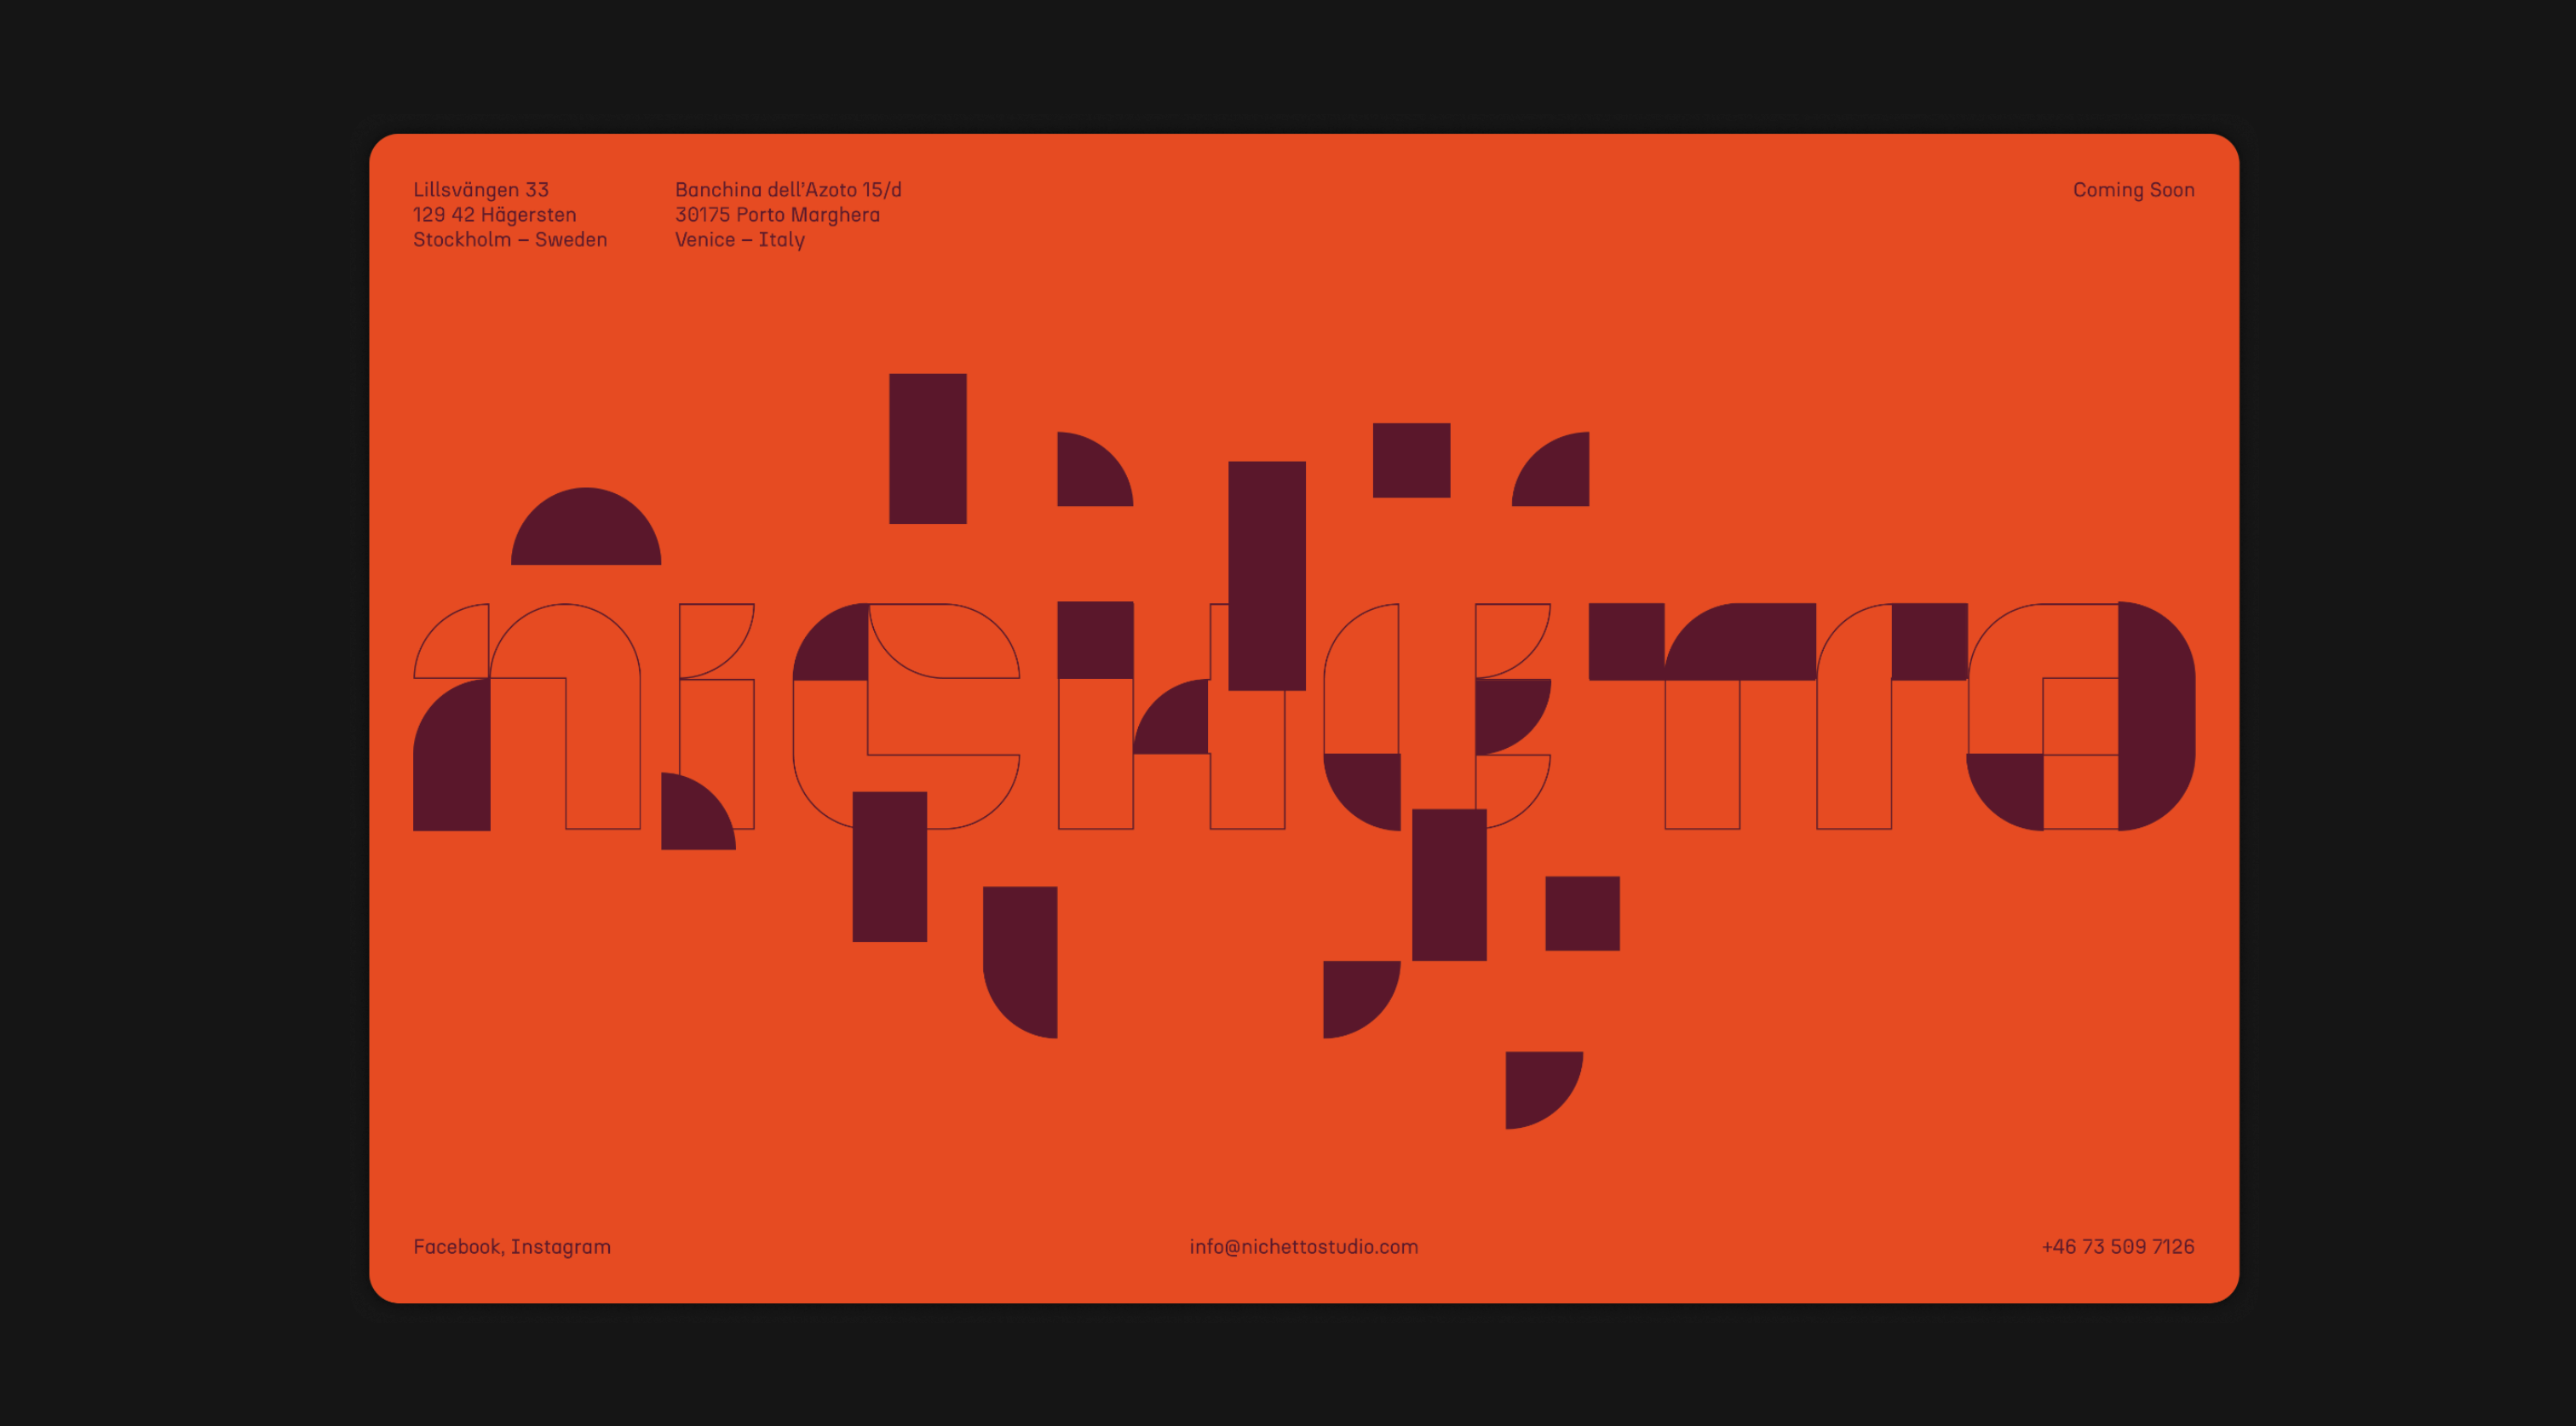 Lillsvängen 33
129 42 Hägersten
Stockholm – Sweden
Banchina dell’Azoto 15/d
30175 Porto Marghera
Venice – Italy
Coming Soon
nichetto
Facebook, Instagram
info@nichettostudio.com
+46 73 509 7126